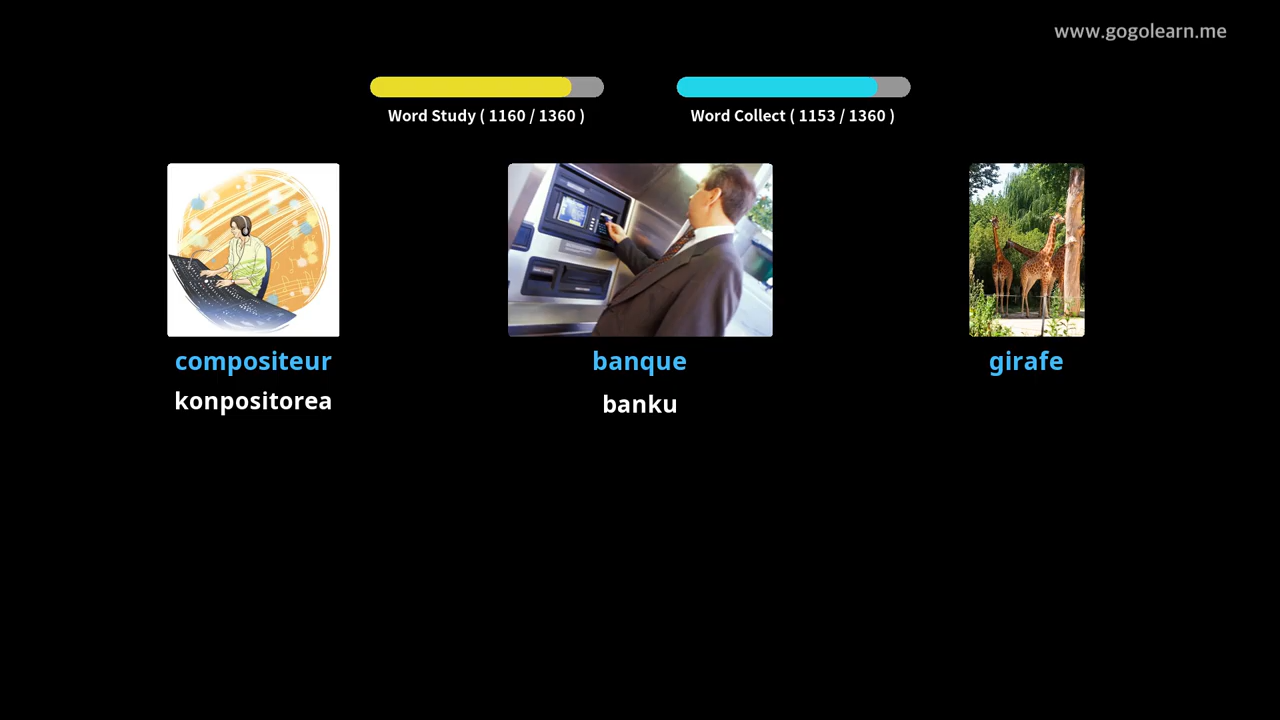 www.gogolearn.me
Word Study ( 1160 / 1360 )
Word Collect ( 1153 / 1360 )
compositeur
banque
girafe
konpositorea
banku